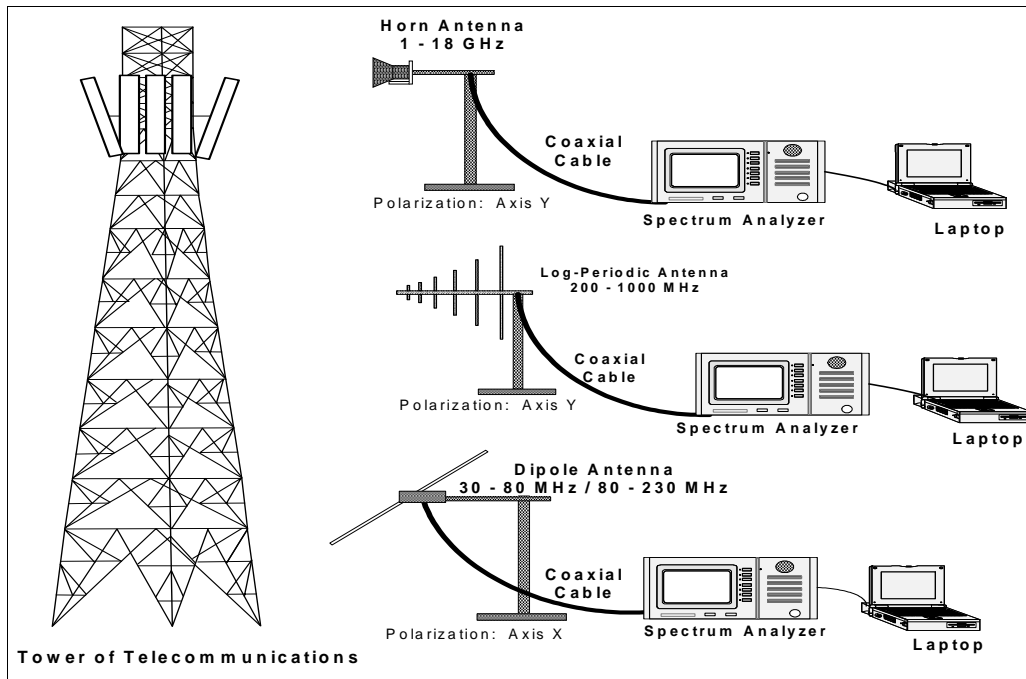 Horn Antenna
1 - 18 GHz
Coaxial
Cable
Polarization: Axis Y
Spectrum Analyzer
Laptop
Log-Periodic Antenna
200 - 1000 MHz
Coaxial
Cable
Polarization: Axis Y
Spectrum Analyzer
Laptop
Dipole Antenna
30 - 80 MHz / 80 - 230 MHz
Coaxial
Cable
Polarization: Axis X
Spectrum Analyzer
Laptop
Tower of Telecommunications